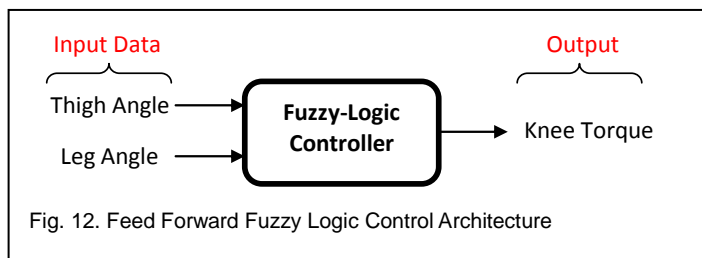 Input Data
Output
Thigh Angle
Leg Angle
Fuzzy-Logic
Controller
Knee Torque
Fig. 12. Feed Forward Fuzzy Logic Control Architecture